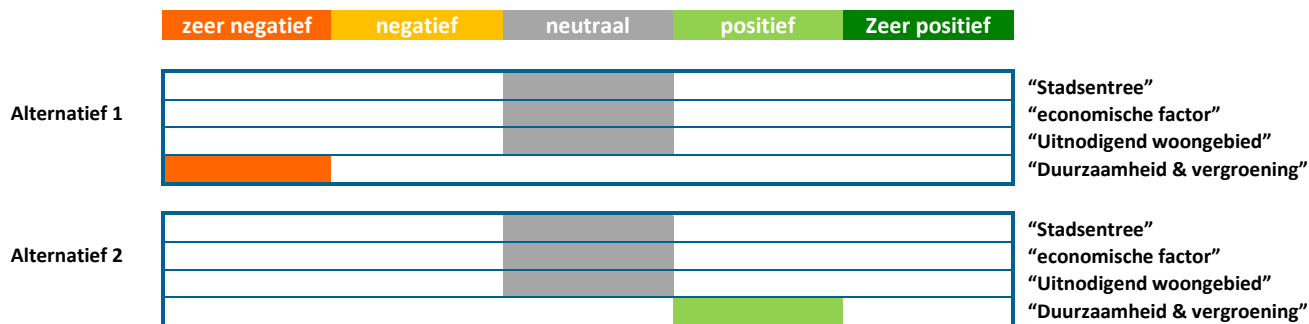 zeer negatief negatief neutraal positief Zeer positief
“Stadsentree”
Alternatief 1 “economische factor”
“Uitnodigend woongebied”
“Duurzaamheid & vergroening”
“Stadsentree”
Alternatief 2 “economische factor”
“Uitnodigend woongebied”
“Duurzaamheid & vergroening”